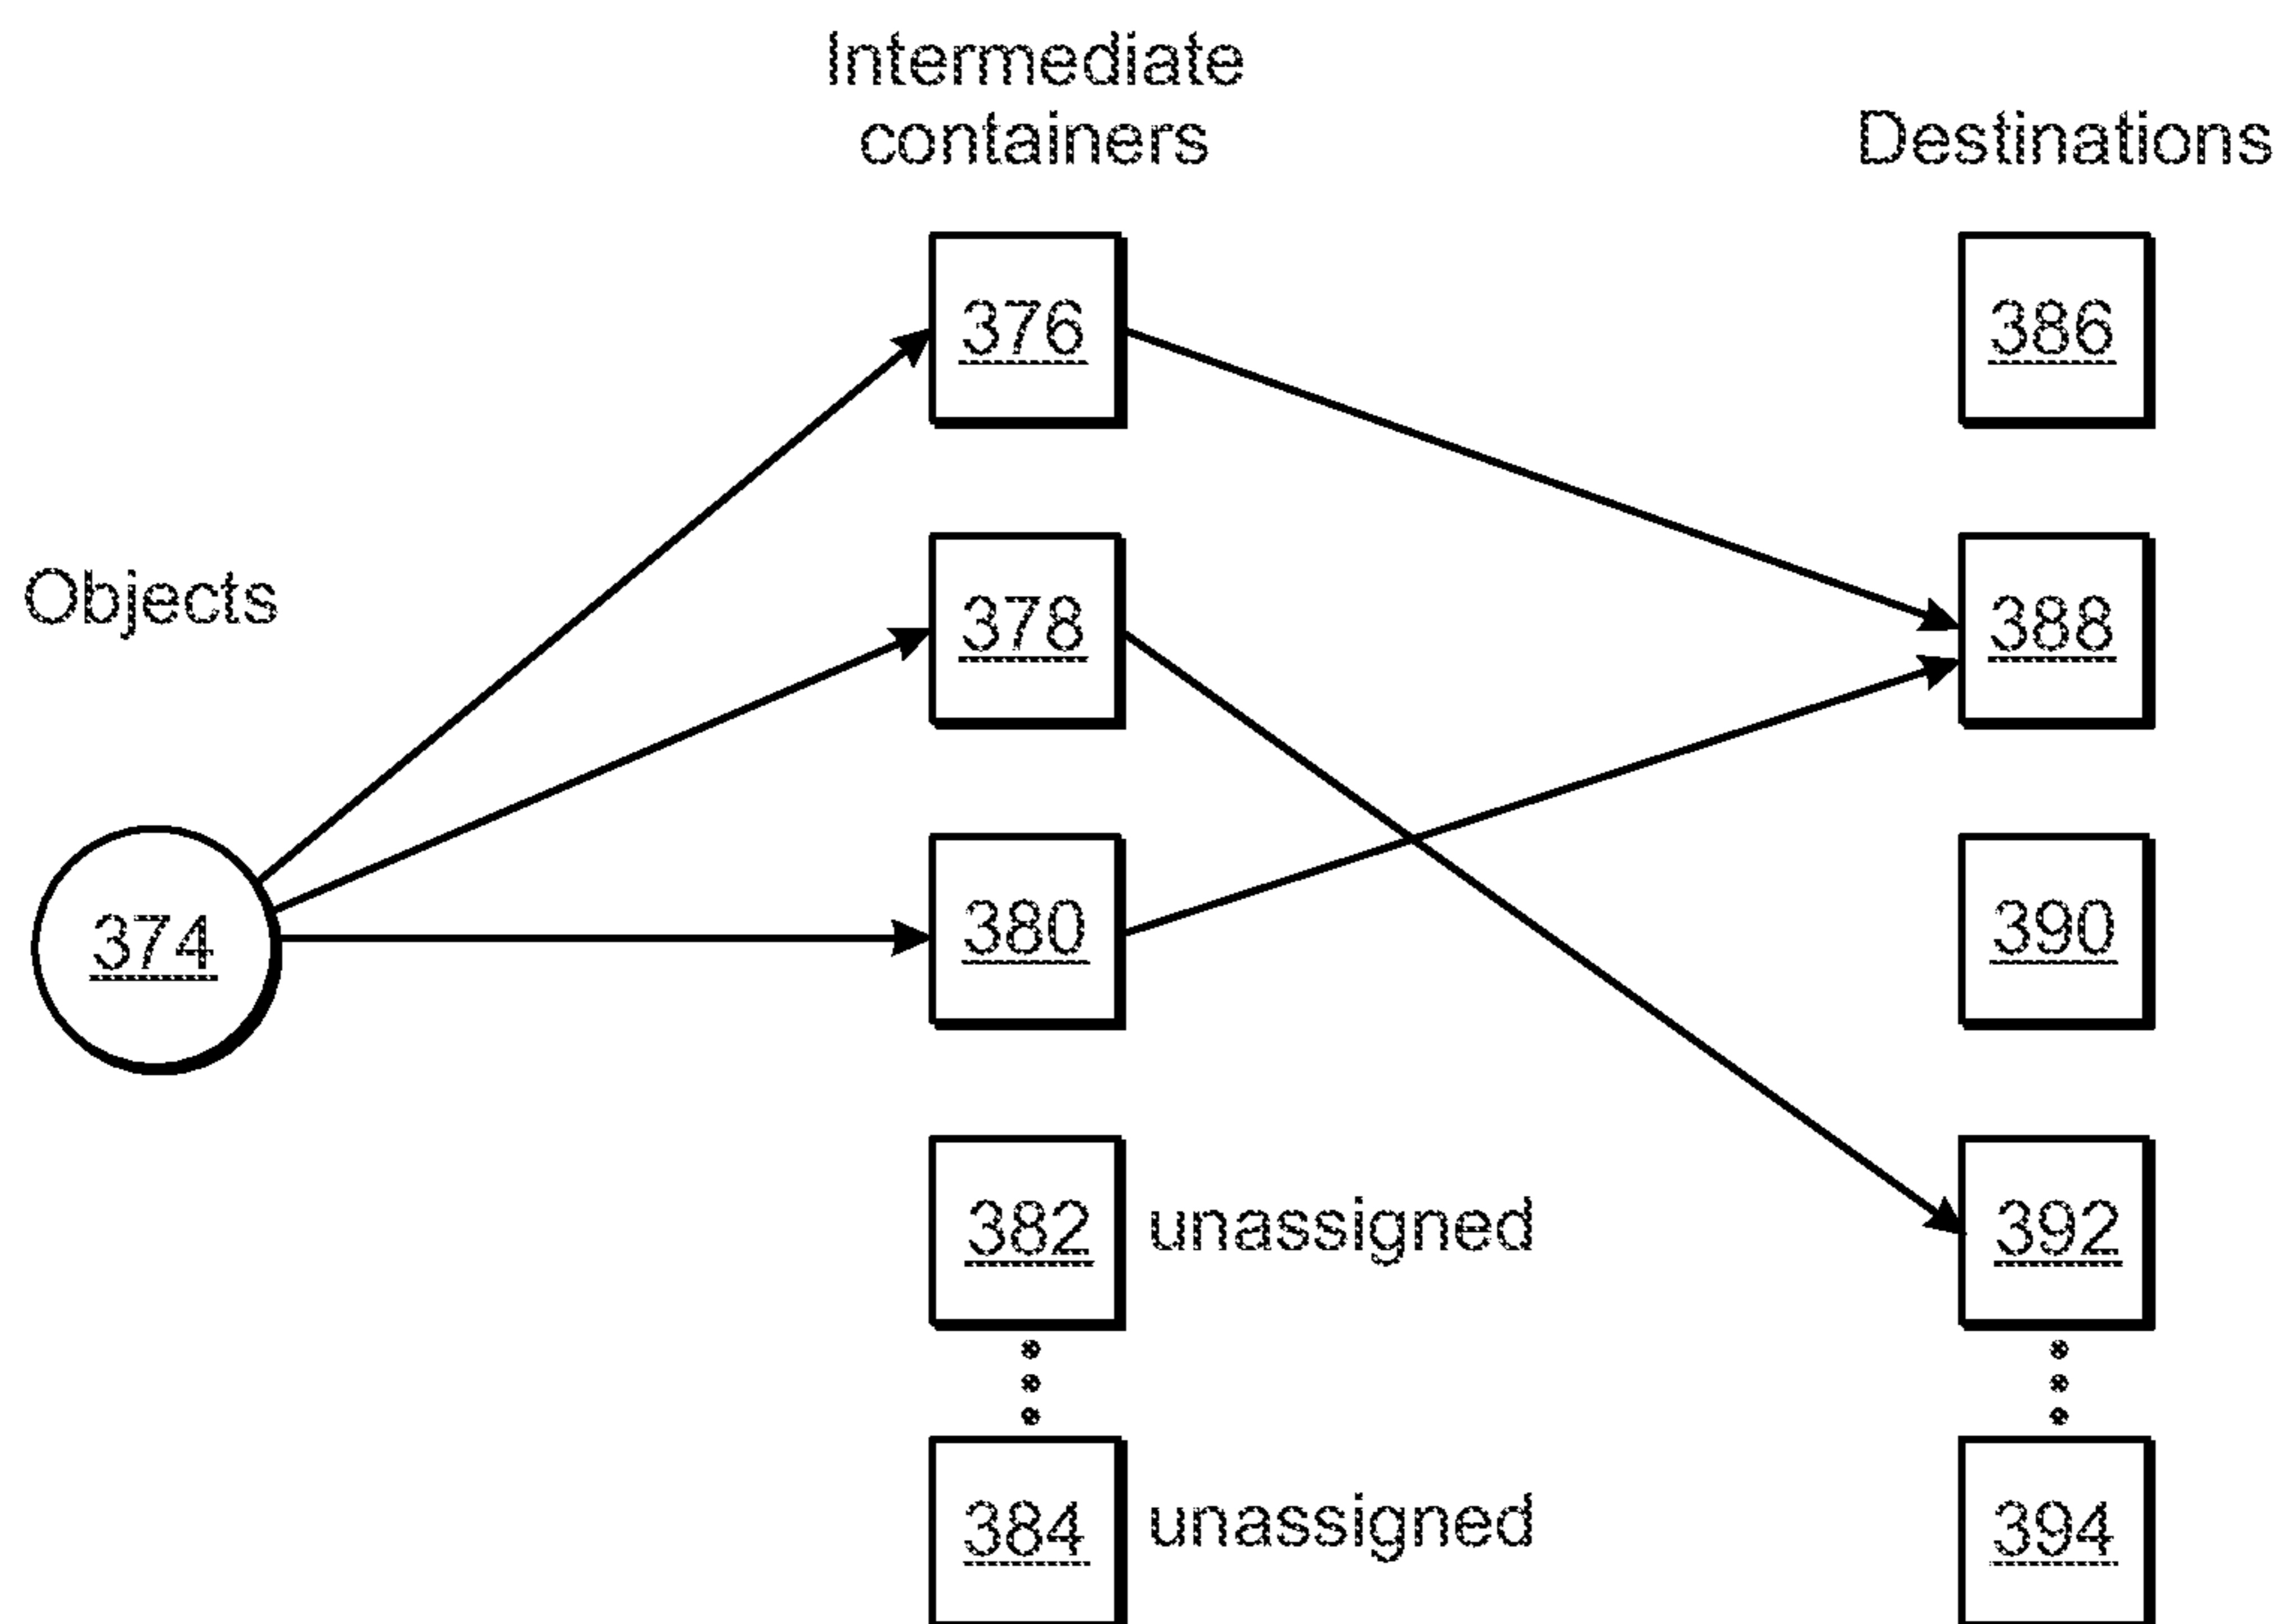 Intermediate
containers
Destinations
376
386
Objects
378
388
374
380
390
382 unassigned
392
384 unassigned
394